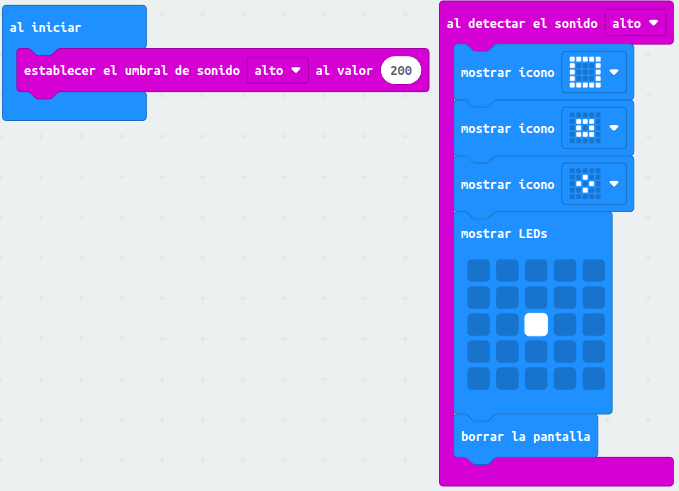 al iniciar
establecer el umbral de sonido alto al valor 200
al detectar el sonido alto
mostrar icono
mostrar icono
mostrar icono
mostrar LEDs
borrar la pantalla